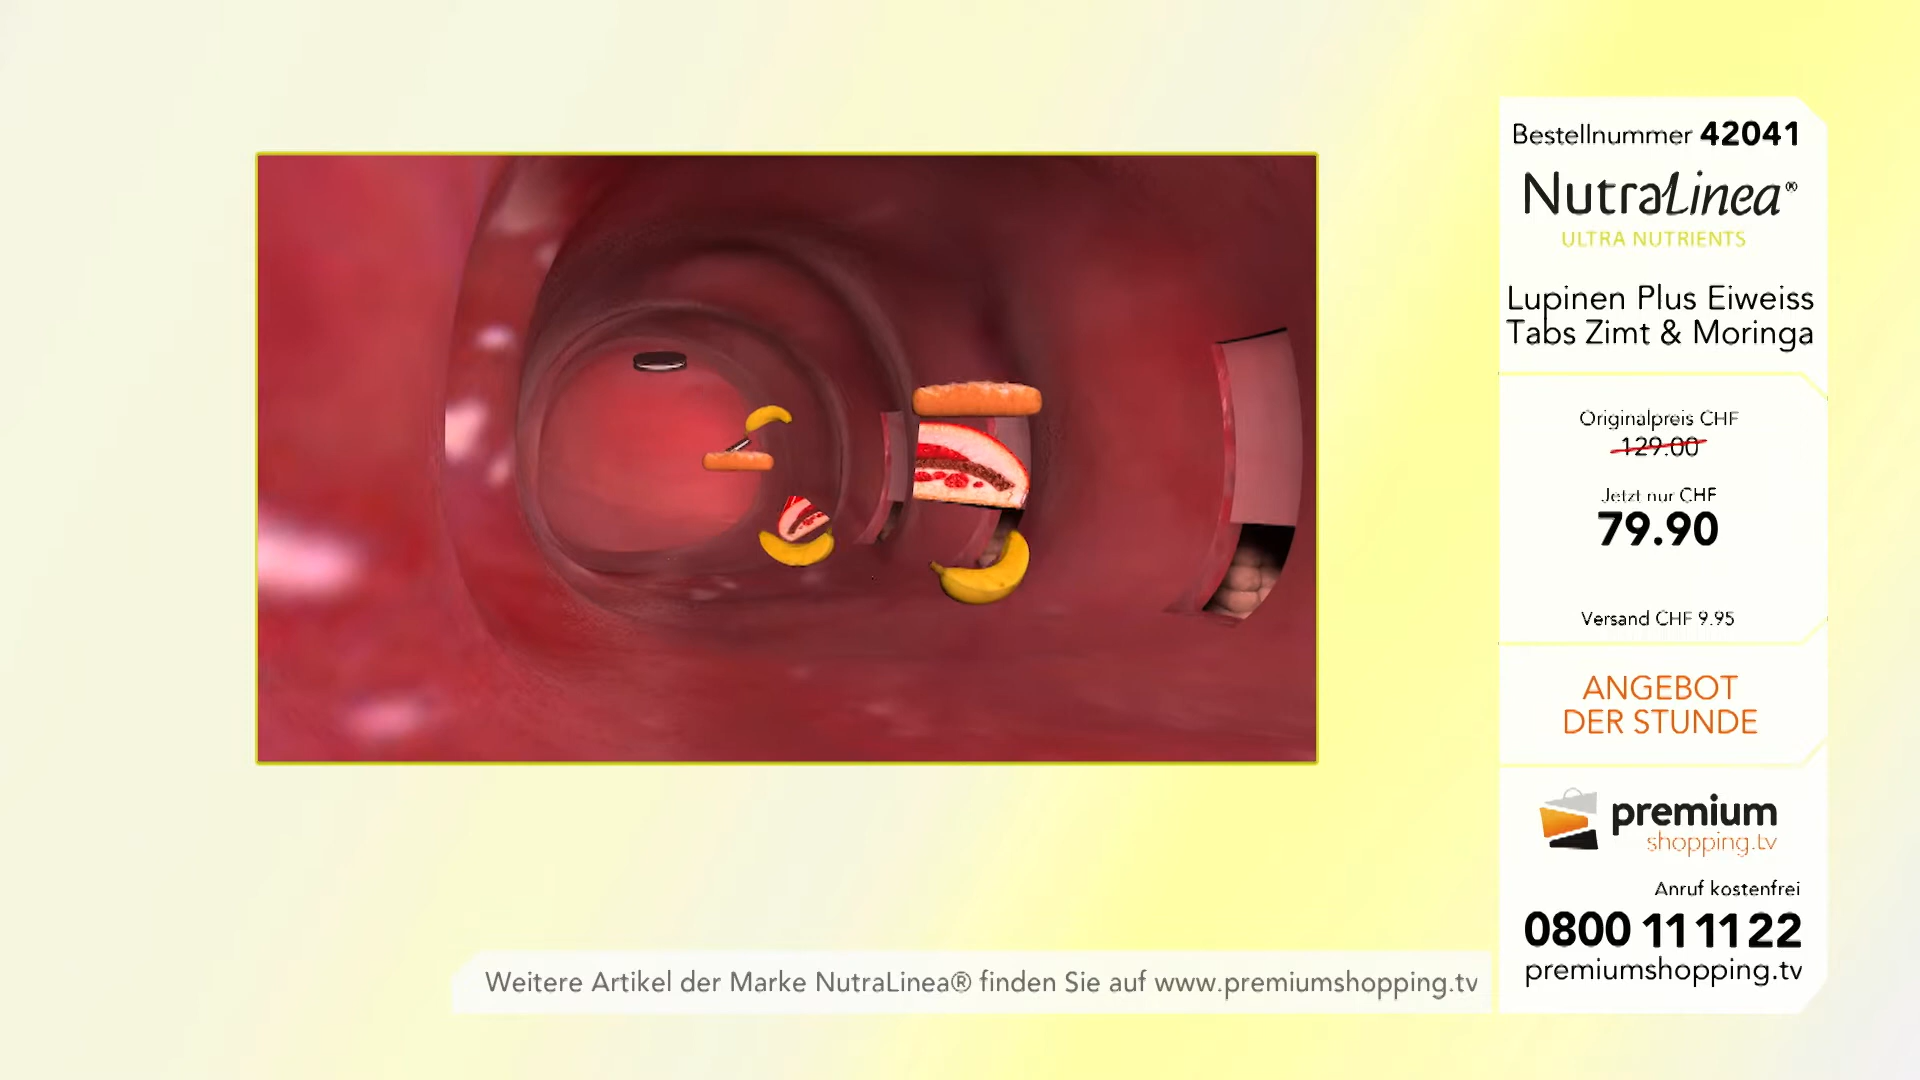 Bestellnummer 42041
NutraLinea®
ULTRA NUTRIENTS
Lupinen Plus Eiweiss
Tabs Zimt & Moringa
Originalpreis CHF
129.00
Jetzt nur CHF
79.90
Versand CHF 9.95
ANGEBOT
DER STUNDE
premium
shopping.tv
Anruf kostenfrei
0800 11 11 22
premiumshopping.tv
Weitere Artikel der Marke NutraLinea® finden Sie auf www.premiumshopping.tv